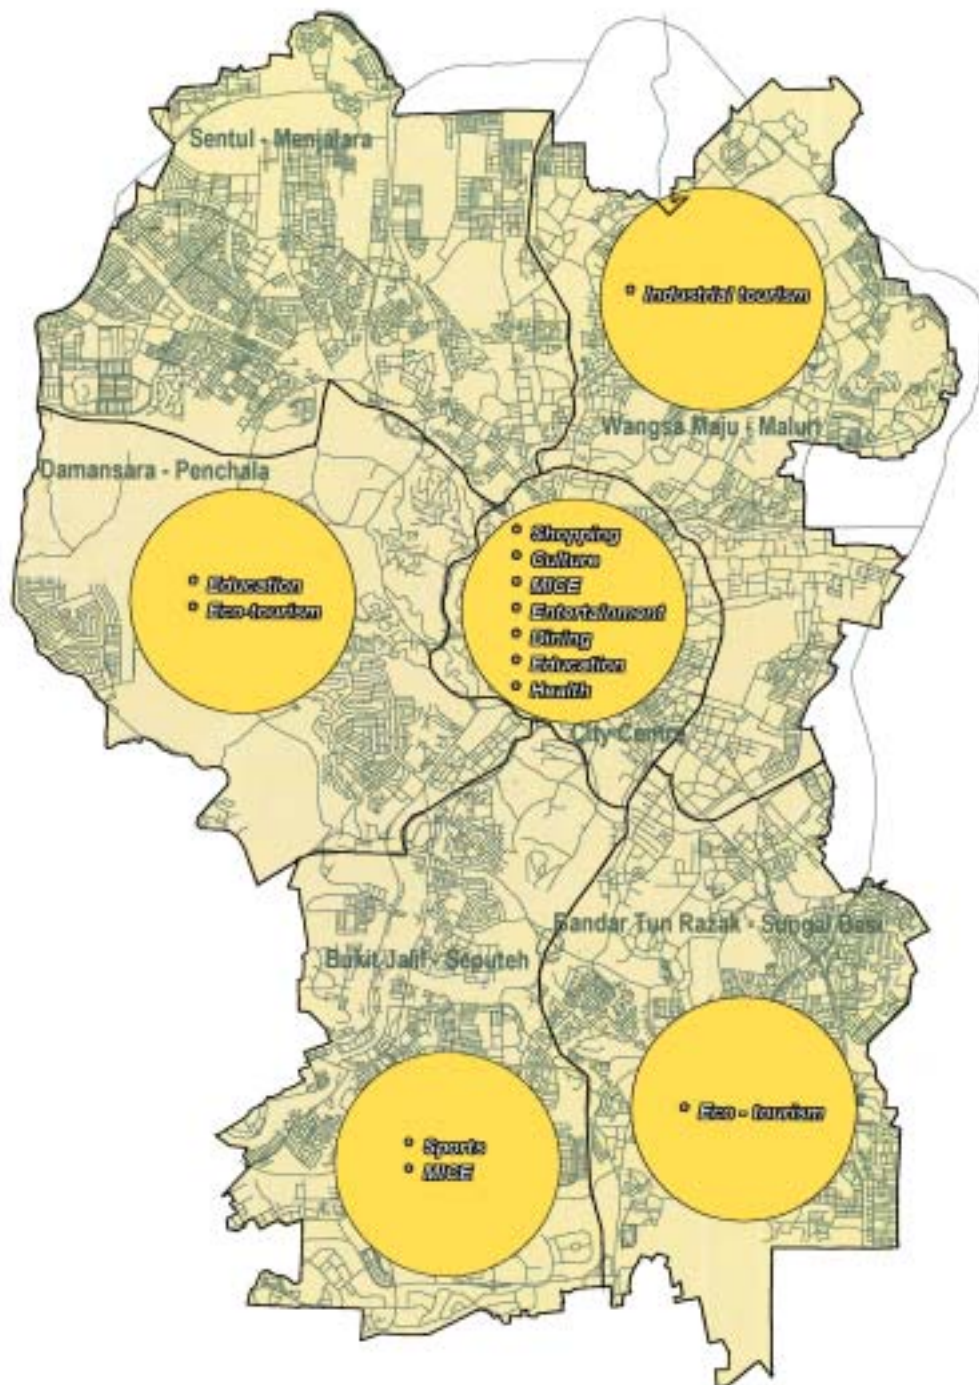 Sentul - Menjalara
Industrial tourism
Wangsa Maju - Maluri
Damansara - Penchala
Education
Eco-tourism
Shopping
Culture
MICE
Entertainment
Dining
Education
Health
City Centre
Bandar Tun Razak - Sungai Besi
Bukit Jalil - Seputeh
Eco - tourism
Sports
MICE